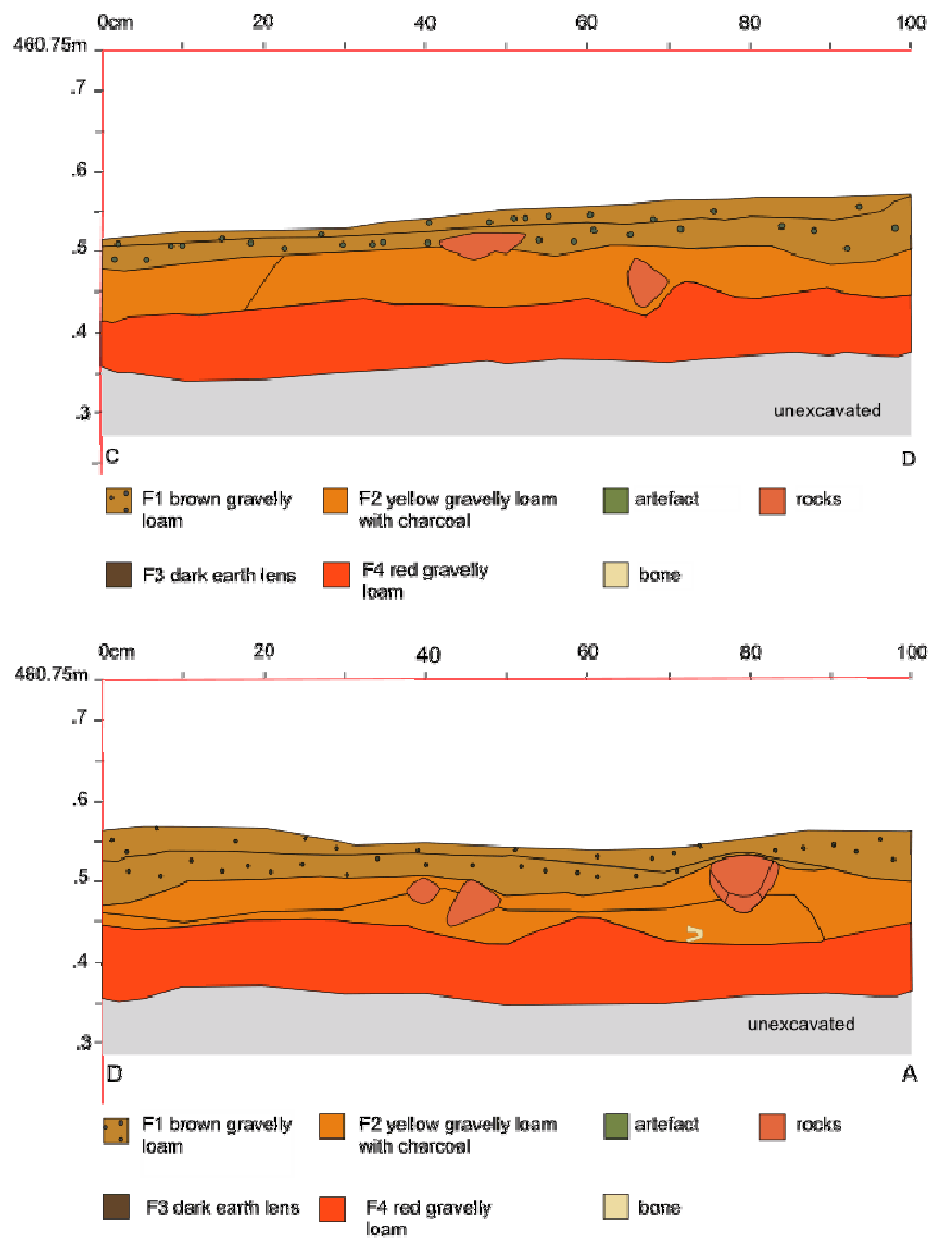 0cm 20 40 60 80 100
460.75m
.7
.6
.5
.4
.3
unexcavated
C D
F1 brown gravelly loam
F2 yellow gravelly loam with charcoal
artefact
rocks
F3 dark earth lens
F4 red gravelly loam
bone
0cm 20 40 60 80 100
460.75m
.7
.6
.5
.4
.3
unexcavated
D A
F1 brown gravelly loam
F2 yellow gravelly loam with charcoal
artefact
rocks
F3 dark earth lens
F4 red gravelly loam
bone